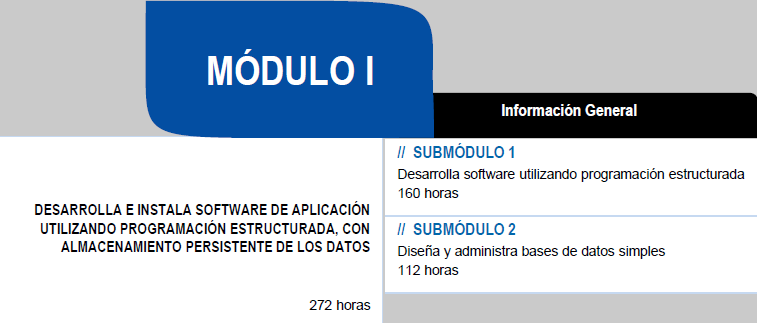 MÓDULO I
Información General
DESARROLLA E INSTALA SOFTWARE DE APLICACIÓN
UTILIZANDO PROGRAMACIÓN ESTRUCTURADA, CON
ALMACENAMIENTO PERSISTENTE DE LOS DATOS
272 horas
// SUBMÓDULO 1
Desarrolla software utilizando programación estructurada
160 horas
// SUBMÓDULO 2
Diseña y administra bases de datos simples
112 horas